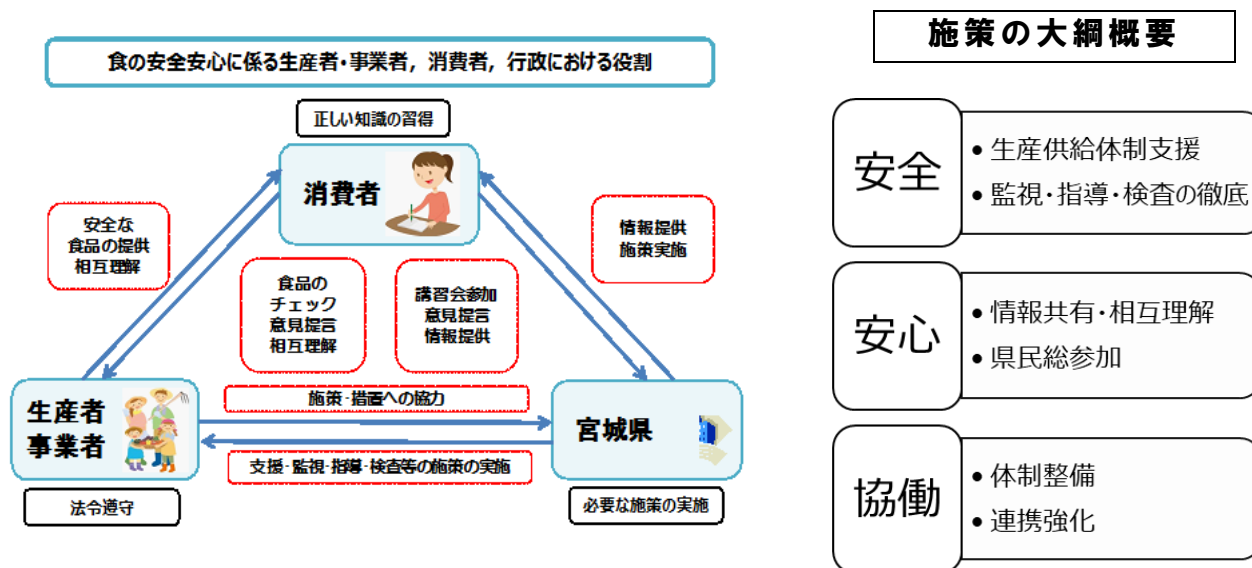 施策の大綱概要
食の安全安心に係る生産者・事業者，消費者，行政における役割
正しい知識の習得
消費者
安全な
食品の提供
相互理解
情報提供
施策実施
食品の
チェック
意見提言
相互理解
講習会参加
意見提言
情報提供
生産者
事業者
施策・措置への協力
宮城県
支援・監視・指導・検査等の施策の実施
法令遵守
必要な施策の実施
安全
• 生産供給体制支援
• 監視・指導・検査の徹底
安心
• 情報共有・相互理解
• 県民総参加
協働
• 体制整備
• 連携強化